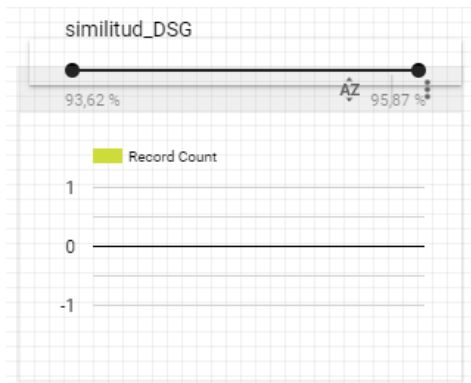 similitud_DSG
93,62 %
AZ
95,87 %
Record Count
1
0
-1